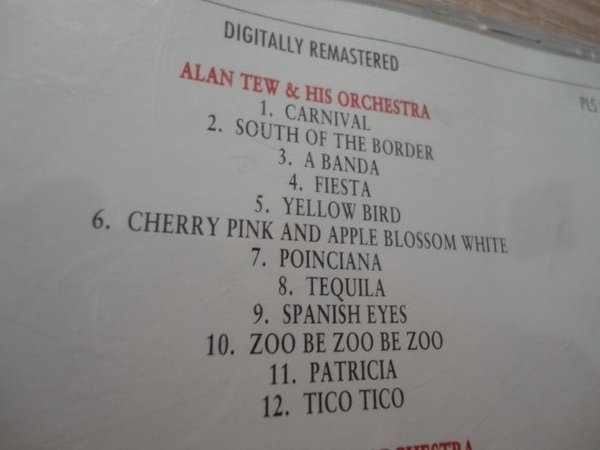 DIGITALLY REMASTERED
PLS
ALAN TEW & HIS ORCHESTRA
1. CARNIVAL
2. SOUTH OF THE BORDER
3. A BANDA
4. FIESTA
5. YELLOW BIRD
6. CHERRY PINK AND APPLE BLOSSOM WHITE
7. POINCIANA
8. TEQUILA
9. SPANISH EYES
10. ZOO BE ZOO BE ZOO
11. PATRICIA
12. TICO TICO
ORCHESTRA